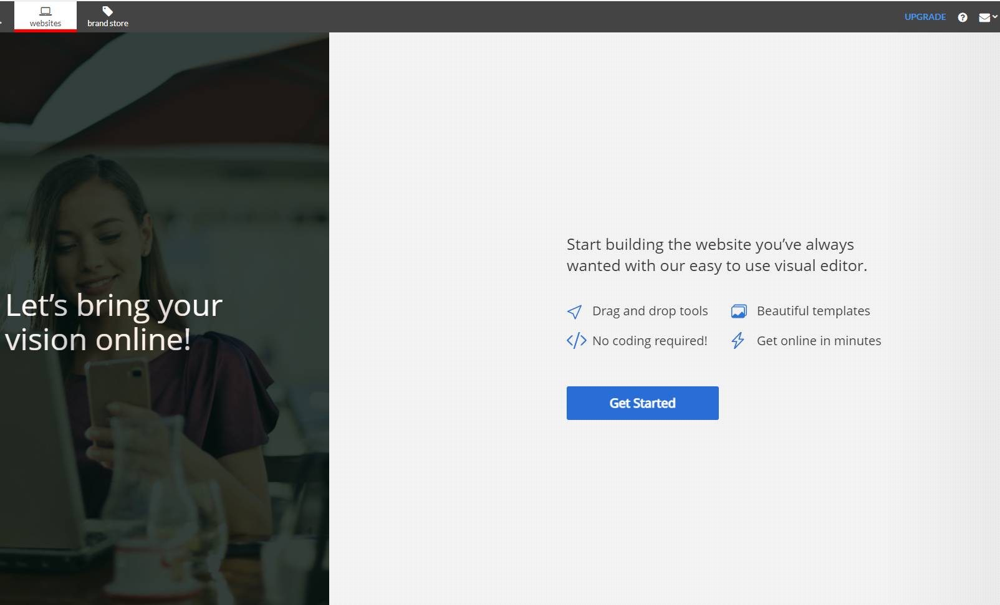 websites
brand store
UPGRADE
Let's bring your
vision online!
Start building the website you've always
wanted with our easy to use visual editor.
Drag and drop tools
Beautiful templates
No coding required!
Get online in minutes
Get Started